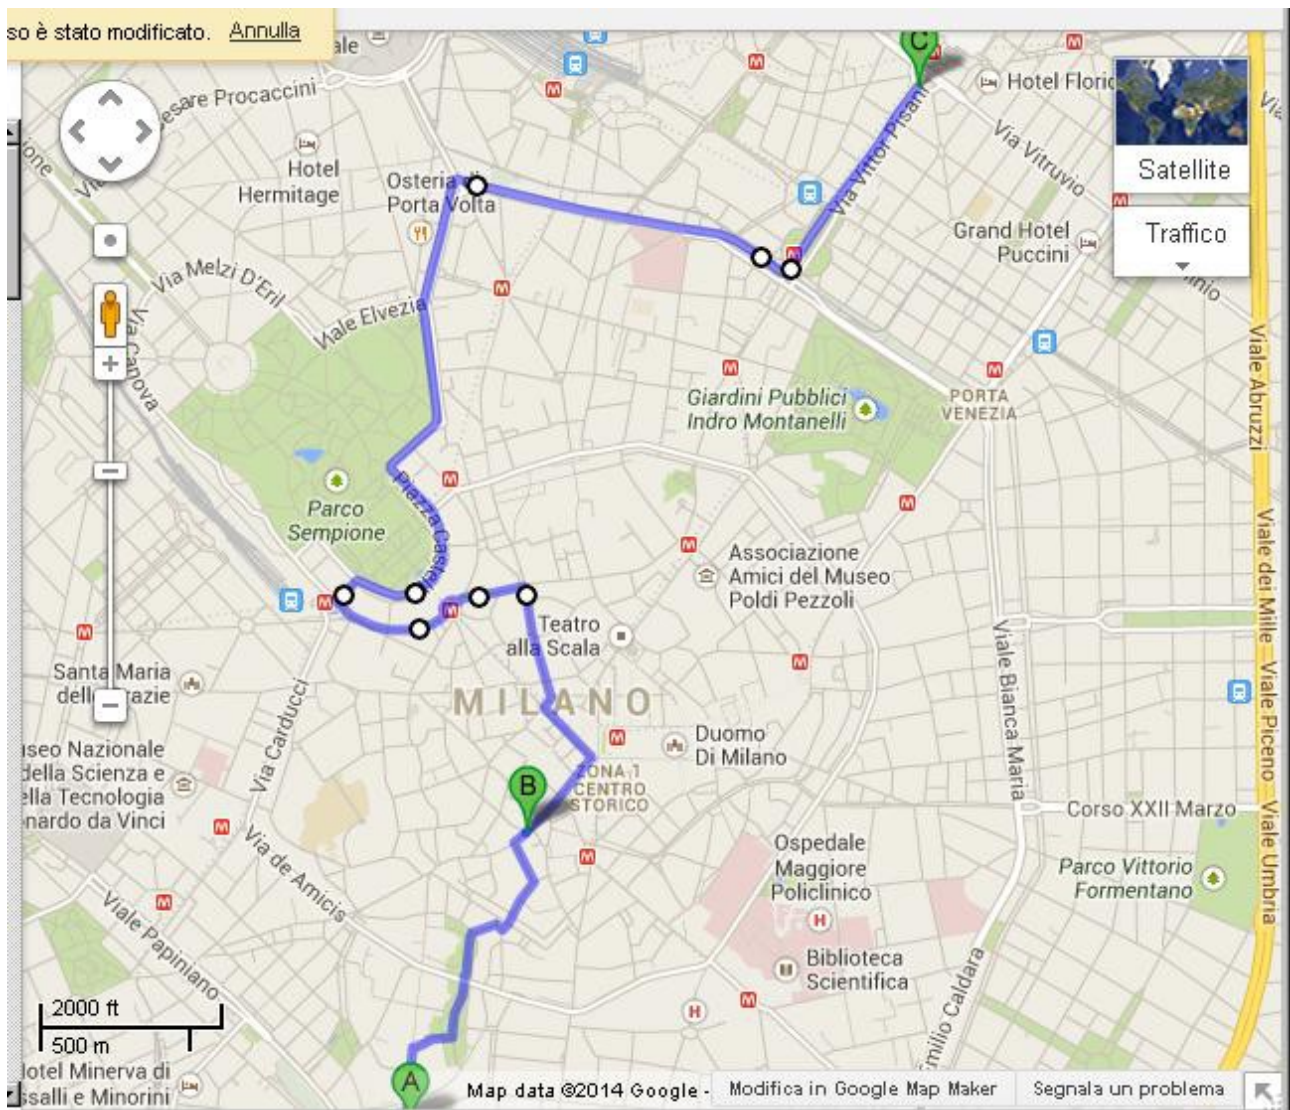 so è stato modificato. Annulla
ale
C
esare Procaccini
Hotel Floric
Via Vitruvio
Satellite
Via Vittor Pisani
Hotel
Hermitage
Osteria di
Porta Volta
Traffico
Grand Hotel
Puccini
inio
ione
Via Melzi D'Eril
Viale Elvezia
Via Canova
Viale Abruzzi
Giardini Pubblici
Indro Montanelli
PORTA
VENEZIA
Piazza Castello
Parco
Sempione
Associazione
Amici del Museo
Poldi Pezzoli
Teatro
alla Scala
Viale dei Mille - Viale Piceno - Viale Umbria
Santa Maria
delle Grazie
MILANO
Viale Bianca Maria
Via Carducci
Duomo
Di Milano
useo Nazionale
della Scienza e
ella Tecnologia
onardo da Vinci
B
ZONA 1
CENTRO
STORICO
Corso XXII Marzo
Via de Amicis
Ospedale
Maggiore
Policlinico
Parco Vittorio
Formentano
Viale Papiniano
Biblioteca
Scientifica
2000 ft
500 m
Emilio Caldara
Hotel Minerva di
ssalli e Minorini
A
Map data ©2014 Google -
Modifica in Google Map Maker
Segnala un problema